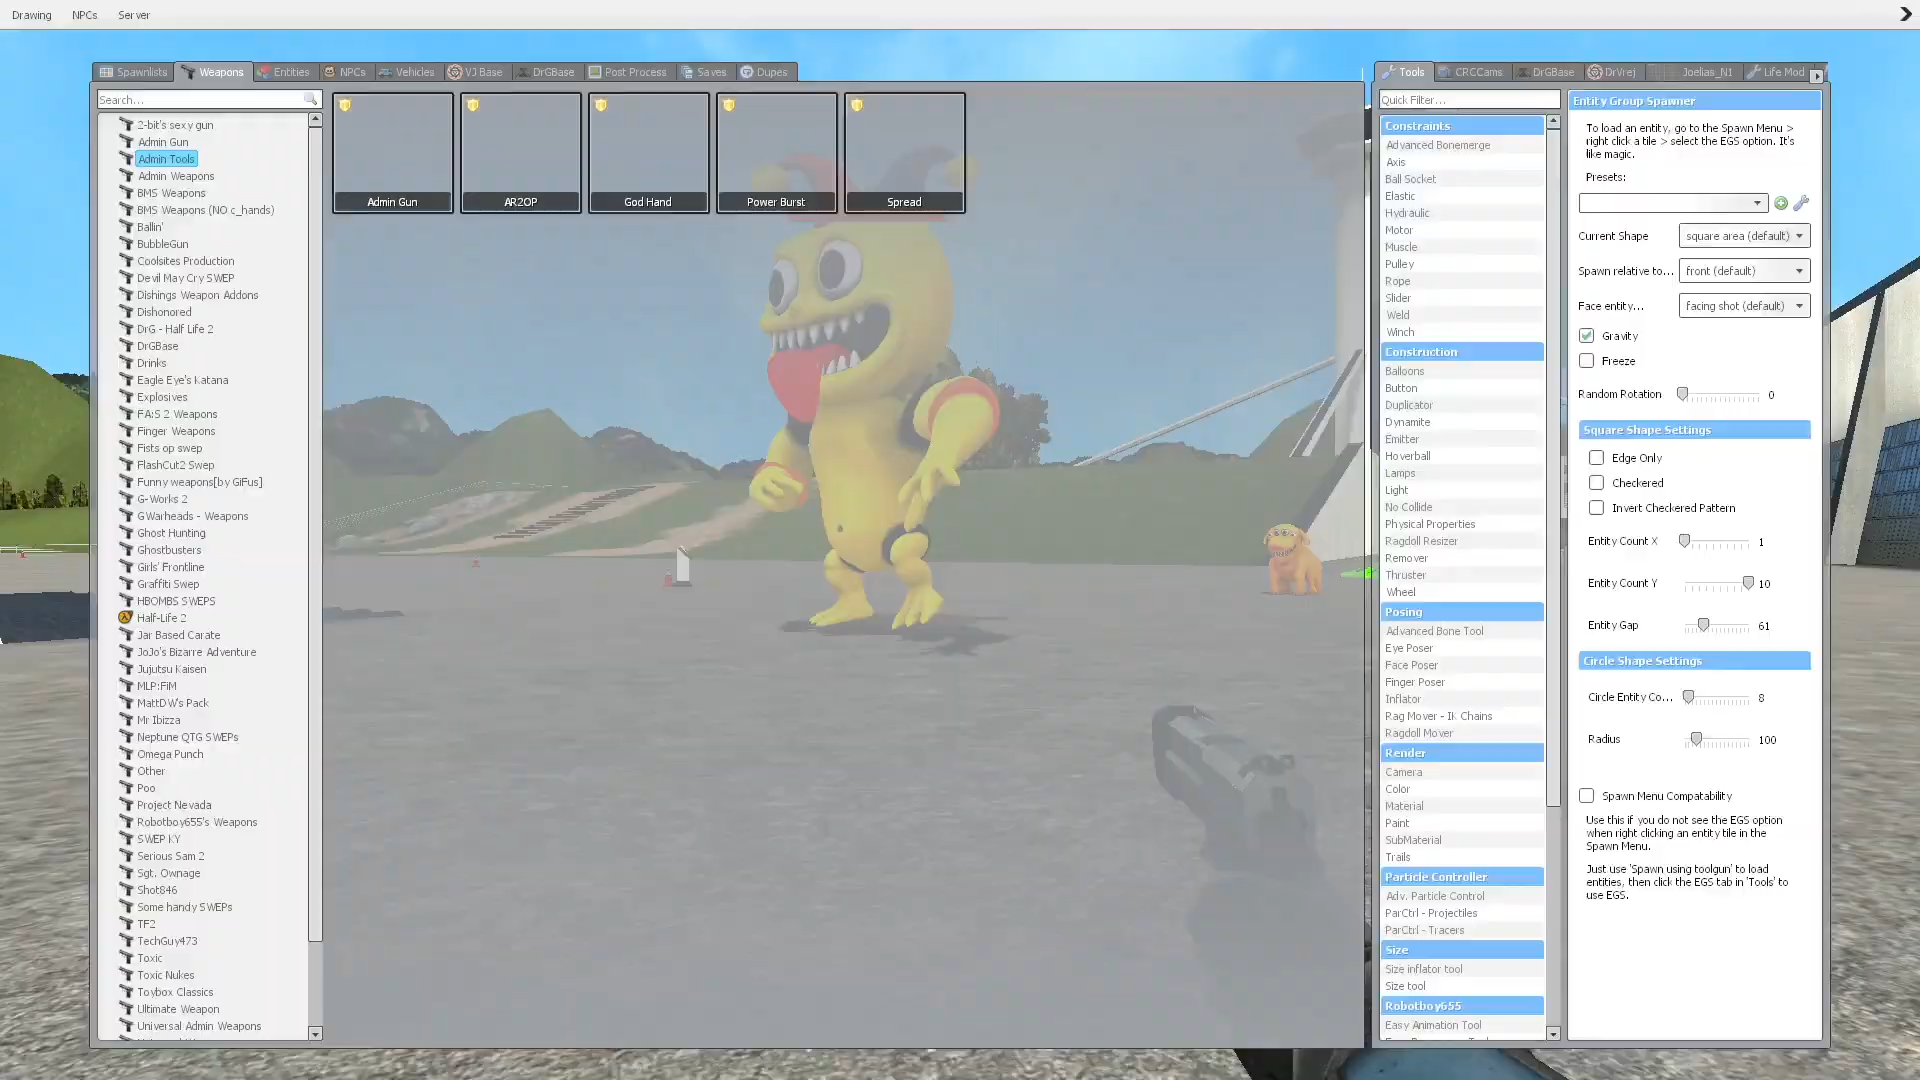 Drawing NPCs Server
Spawnlists Weapons Entities NPCs Vehicles VJ Base DrGBase Post Process Saves Dupes
Search...
2-bit's sexy gun
Admin Gun
Admin Tools
Admin Weapons
BMS Weapons
BMS Weapons (NO c_hands)
Ballin'
BubbleGun
Coolsites Production
Devil May Cry SWEP
Dishings Weapon Addons
Dishonored
DrG - Half Life 2
DrGBase
Drinks
Eagle Eye's Katana
Explosives
FA:S 2 Weapons
Finger Weapons
Fists op swep
FlashCut2 Swep
Funny weapons[by GIFus]
G-Works 2
GWarheads - Weapons
Ghost Hunting
Ghostbusters
Girls' Frontline
Graffiti Swep
HBOMBS SWEPS
Half-Life 2
Jar Based Carate
JoJo's Bizarre Adventure
Jujutsu Kaisen
MLP:FiM
MattDW's Pack
Mr Ibizza
Neptune QTG SWEPs
Omega Punch
Other
Poo
Project Nevada
Robotboy655's Weapons
SWEP KY
Serious Sam 2
Sgt. Ownage
Shot846
Some handy SWEPs
TF2
TechGuy473
Toxic
Toxic Nukes
Toybox Classics
Ultimate Weapon
Universal Admin Weapons
Admin Gun AR2OP God Hand Power Burst Spread
Tools CRCCams DrGBase DrVrej Joelias_N1 Life Mod
Quick Filter...
Constraints
Advanced Bonemerge
Axis
Ball Socket
Elastic
Hydraulic
Motor
Muscle
Pulley
Rope
Slider
Weld
Winch
Construction
Balloons
Button
Duplicator
Dynamite
Emitter
Hoverball
Lamps
Light
No Collide
Physical Properties
Ragdoll Resizer
Remover
Thruster
Wheel
Posing
Advanced Bone Tool
Eye Poser
Face Poser
Finger Poser
Inflator
Rag Mover - IK Chains
Ragdoll Mover
Render
Camera
Color
Material
Paint
SubMaterial
Trails
Particle Controller
Adv. Particle Control
ParCtrl - Projectiles
ParCtrl - Tracers
Size
Size inflator tool
Size tool
Robotboy655
Easy Animation Tool
Entity Group Spawner
To load an entity, go to the Spawn Menu >
right click a tile > select the EGS option. It's
like magic.
Presets:
Current Shape square area (default)
Spawn relative to... front (default)
Face entity... facing shot (default)
Gravity
Freeze
Random Rotation 0
Square Shape Settings
Edge Only
Checkered
Invert Checkered Pattern
Entity Count X 1
Entity Count Y 10
Entity Gap 61
Circle Shape Settings
Circle Entity Co... 8
Radius 100
Spawn Menu Compatability
Use this if you do not see the EGS option
when right clicking an entity tile in the
Spawn Menu.
Just use 'Spawn using toolgun' to load
entities, then click the EGS tab in 'Tools' to
use EGS.